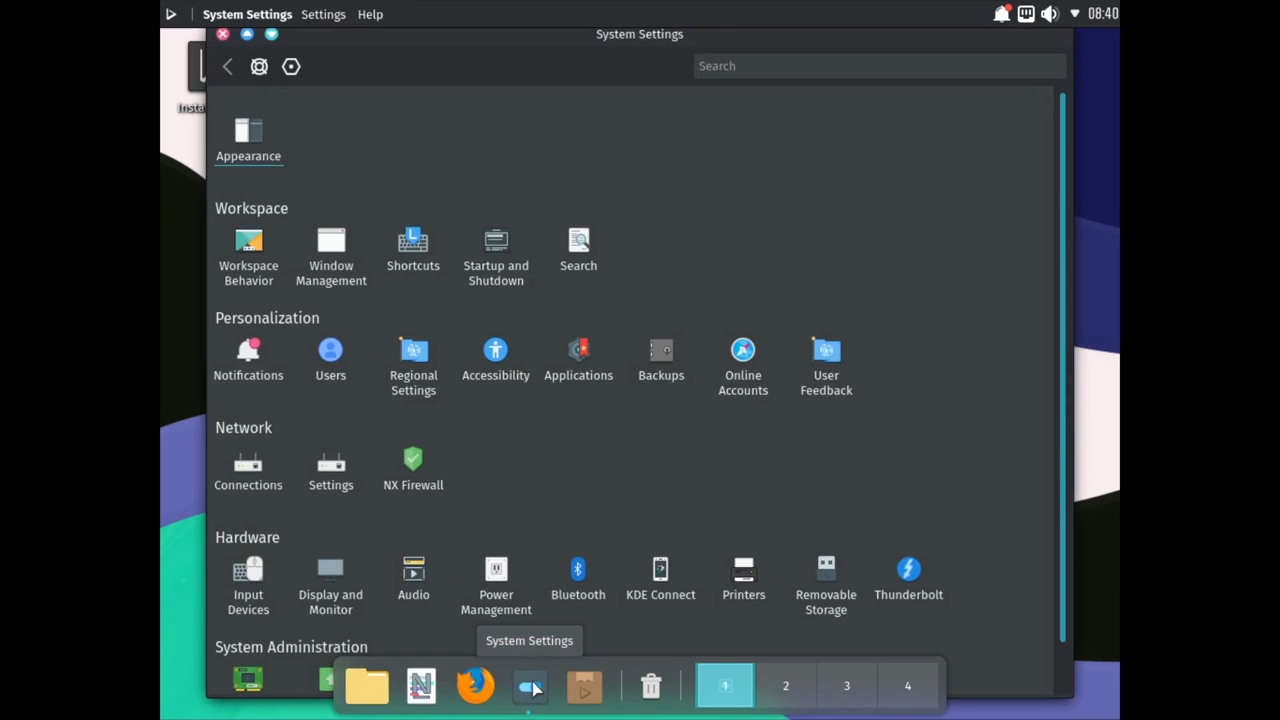 System Settings Settings Help 08:40
System Settings
Search
Insta
Appearance
Workspace
Workspace Behavior
Window Management
Shortcuts
Startup and Shutdown
Search
Personalization
Notifications
Users
Regional Settings
Accessibility
Applications
Backups
Online Accounts
User Feedback
Network
Connections
Settings
NX Firewall
Hardware
Input Devices
Display and Monitor
Audio
Power Management
Bluetooth
KDE Connect
Printers
Removable Storage
Thunderbolt
System Administration
System Settings
1 2 3 4